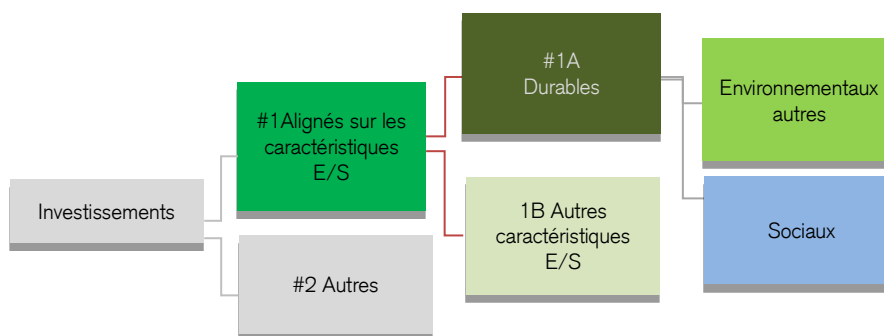 Investissements
#1Alignés sur les
caractéristiques
E/S
#2 Autres
#1A
Durables
1B Autres
caractéristiques
E/S
Environnementaux
autres
Sociaux